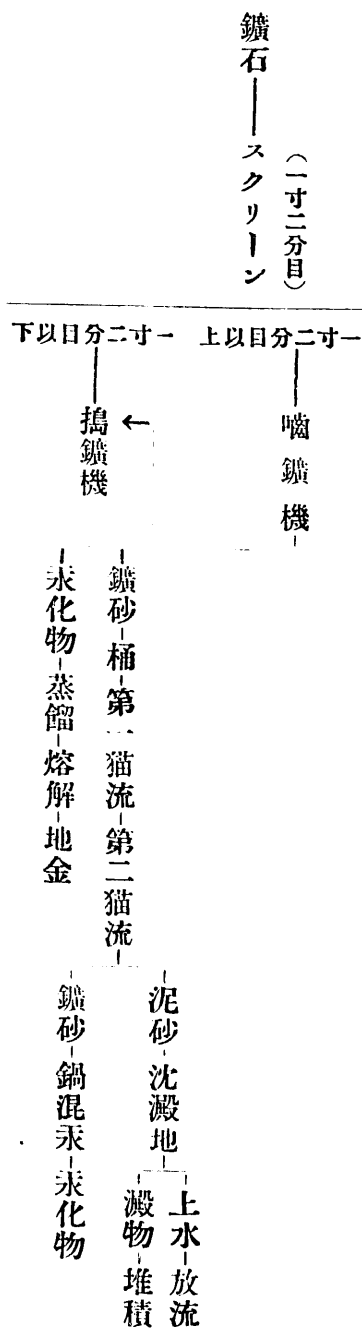 鑛石―スクリーン
(一寸二分目)
一寸二分目以上
噛鑛機
一寸二分目以下
搗鑛機
鑛砂-桶-第一猫流-第二猫流
泥砂-沈澱地
上水-放流
澱物-堆積
鑛砂-鍋混汞-汞化物
汞化物-蒸餾-熔解-地金